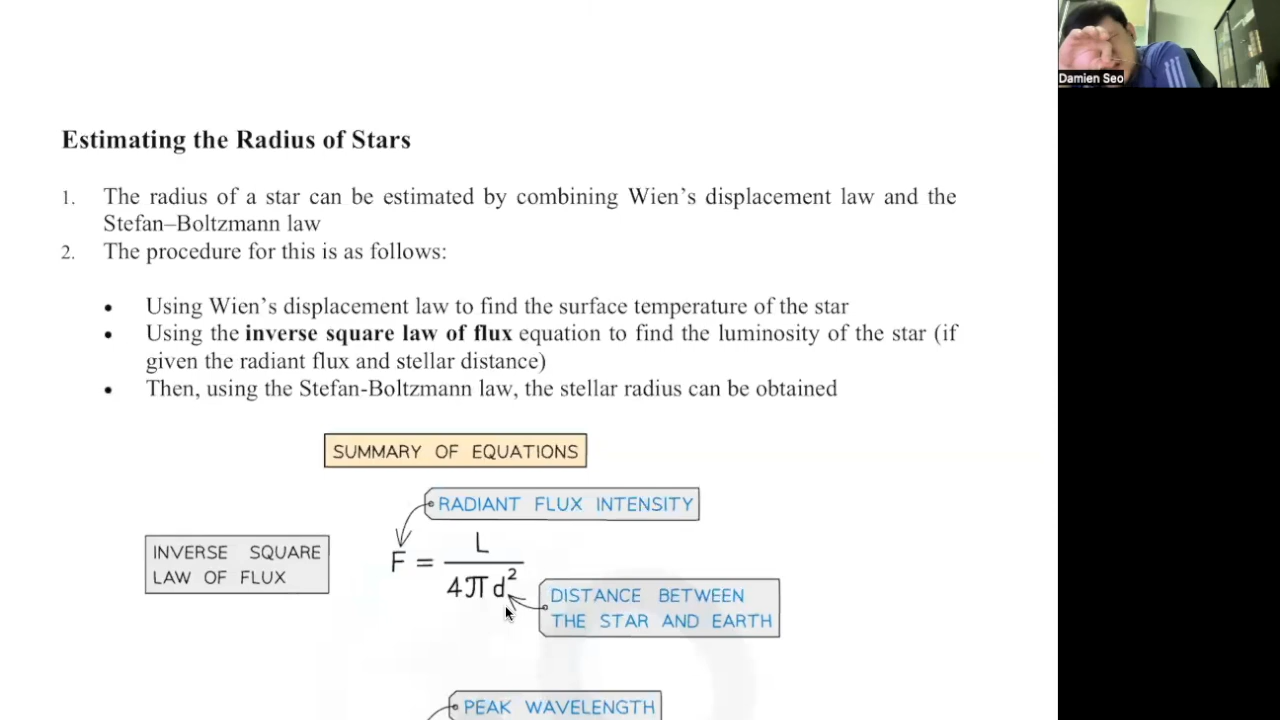 Damien Seo
Estimating the Radius of Stars
1. The radius of a star can be estimated by combining Wien’s displacement law and the
Stefan–Boltzmann law
2. The procedure for this is as follows:
• Using Wien’s displacement law to find the surface temperature of the star
• Using the inverse square law of flux equation to find the luminosity of the star (if
given the radiant flux and stellar distance)
• Then, using the Stefan-Boltzmann law, the stellar radius can be obtained
SUMMARY OF EQUATIONS
RADIANT FLUX INTENSITY
INVERSE SQUARE
LAW OF FLUX
F = L / 4πd²
DISTANCE BETWEEN
THE STAR AND EARTH
PEAK WAVELENGTH